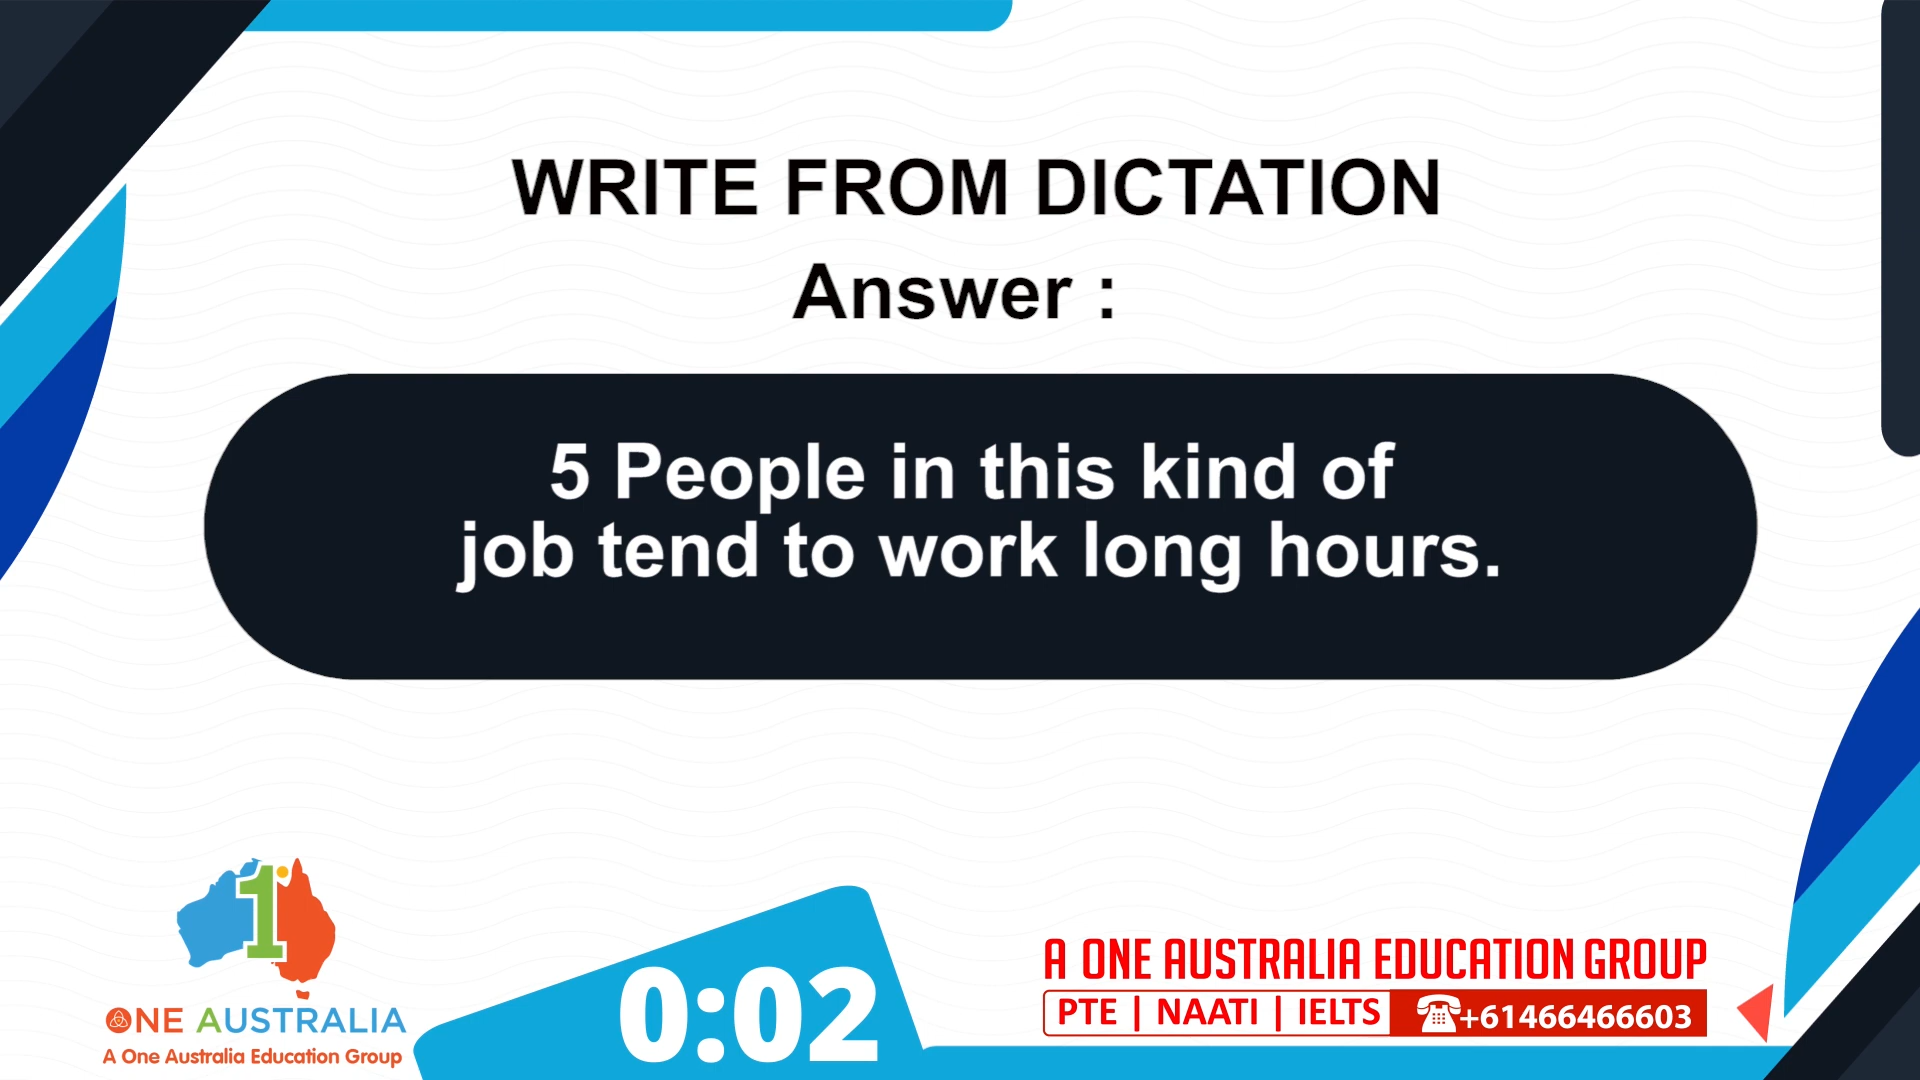 WRITE FROM DICTATION
Answer :
5 People in this kind of
job tend to work long hours.
1
ONE AUSTRALIA
A One Australia Education Group
0:02
A ONE AUSTRALIA EDUCATION GROUP
PTE | NAATI | IELTS ☎+61466466603